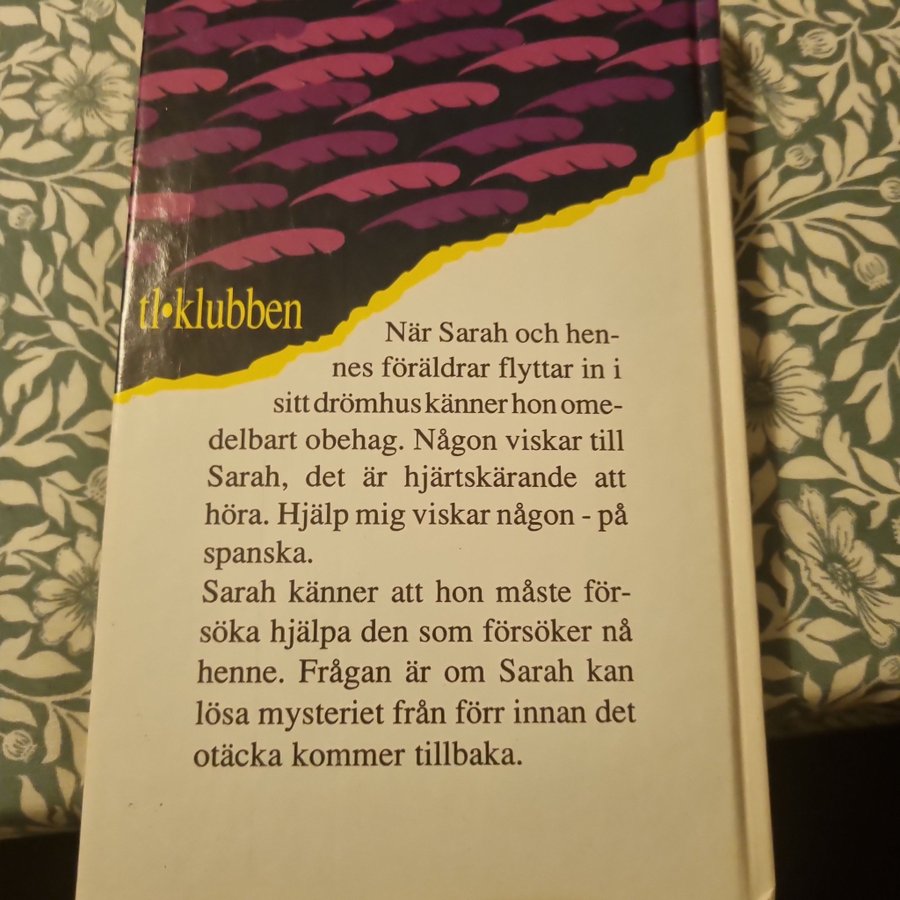 tl•klubben
När Sarah och hen-
nes föräldrar flyttar in i
sitt drömhus känner hon ome-
delbart obehag. Någon viskar till
Sarah, det är hjärtskärande att
höra. Hjälp mig viskar någon - på
spanska.
Sarah känner att hon måste för-
söka hjälpa den som försöker nå
henne. Frågan är om Sarah kan
lösa mysteriet från förr innan det
otäcka kommer tillbaka.